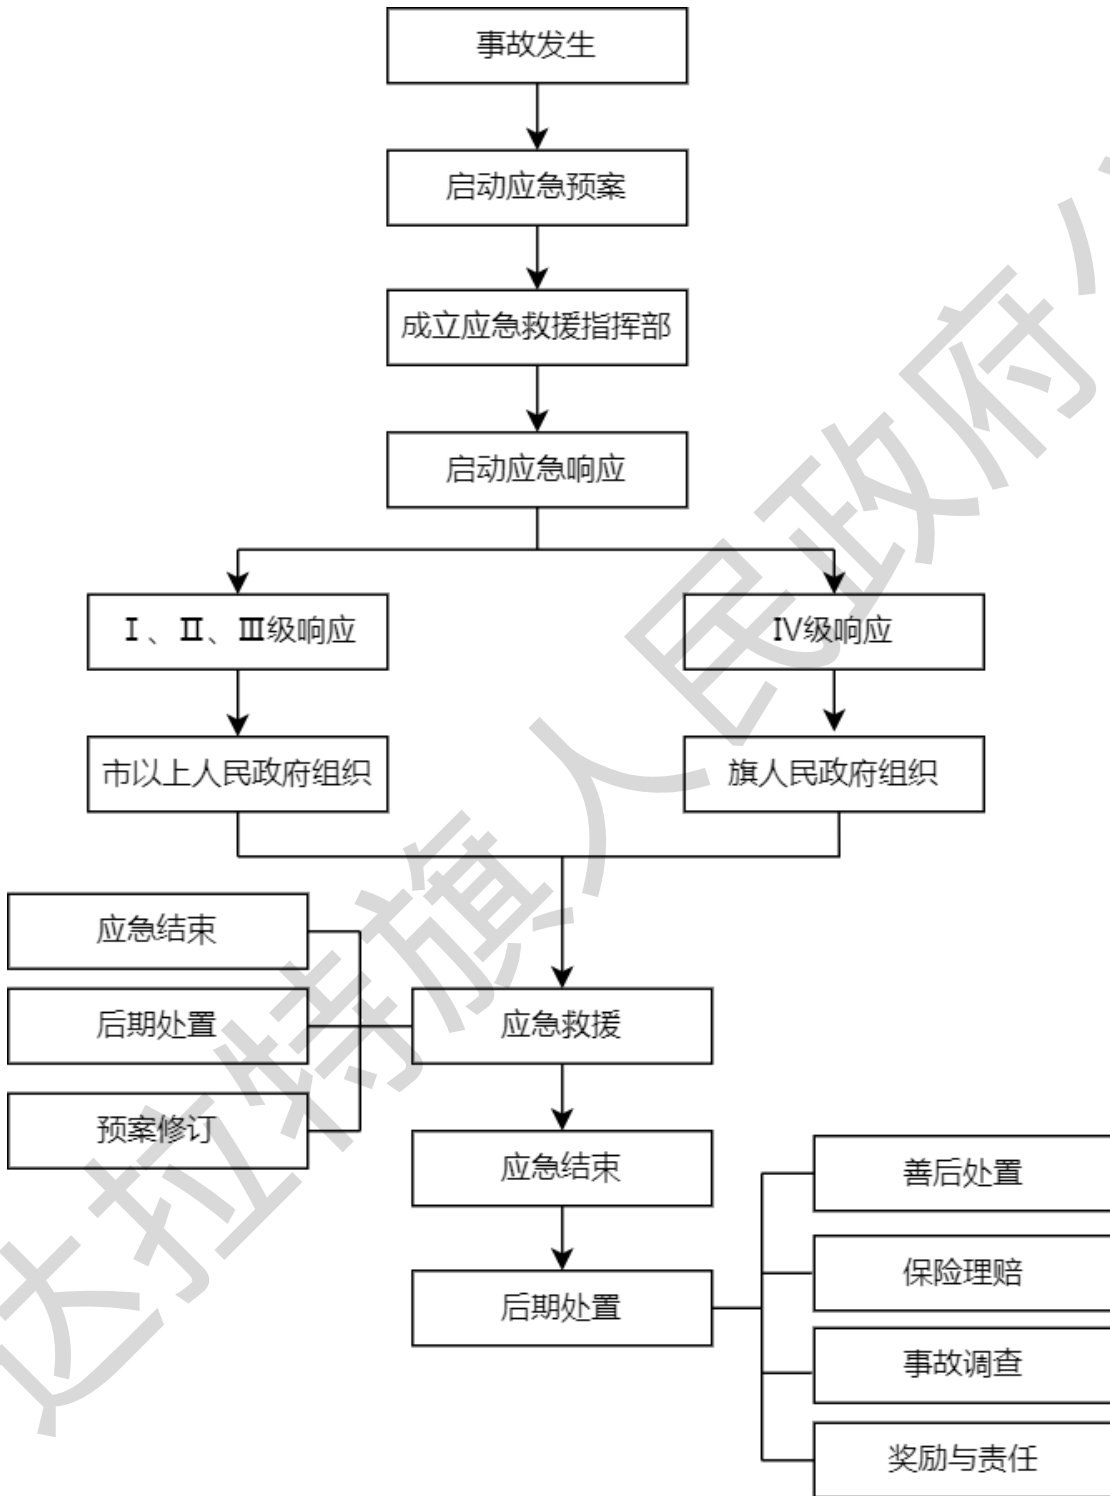 事故发生
启动应急预案
成立应急救援指挥部
启动应急响应
Ⅰ、Ⅱ、Ⅲ级响应
IV级响应
市以上人民政府组织
旗人民政府组织
应急结束
后期处置
预案修订
应急救援
应急结束
后期处置
善后处置
保险理赔
事故调查
奖励与责任
达拉特旗人民政府